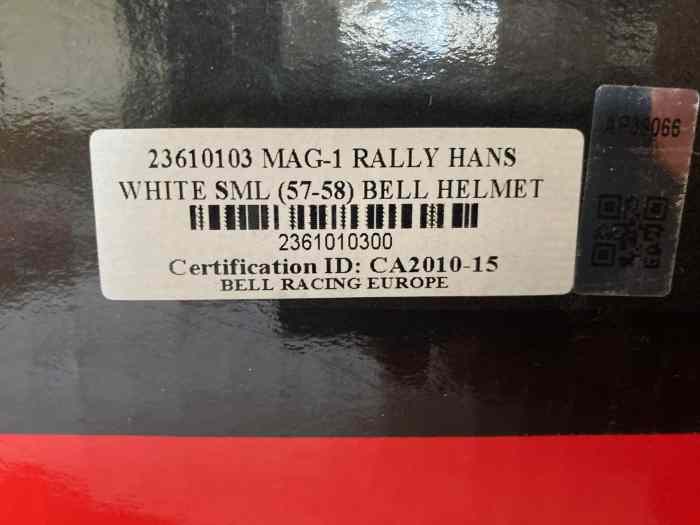 23610103 MAG-1 RALLY HANS
WHITE SML (57-58) BELL HELMET
2361010300
Certification ID: CA2010-15
BELL RACING EUROPE